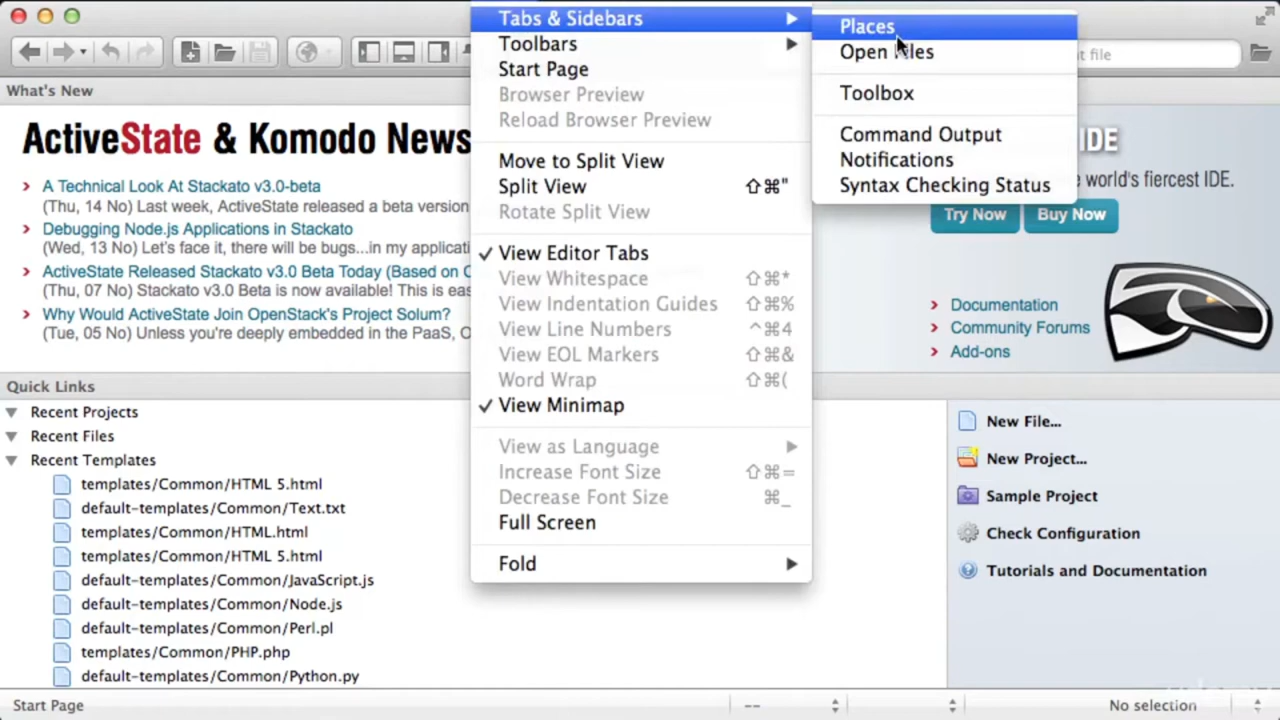 Tabs & Sidebars
Places
Toolbars
Open Files
t file
Start Page
Browser Preview
Toolbox
Reload Browser Preview
Command Output
Move to Split View
Notifications
Split View ⇧⌘"
Syntax Checking Status
Rotate Split View
View Editor Tabs
View Whitespace ⇧⌘*
View Indentation Guides ⇧⌘%
View Line Numbers ^⌘4
View EOL Markers ⇧⌘&
Word Wrap ⇧⌘(
View Minimap
View as Language
Increase Font Size ⇧⌘=
Decrease Font Size ⌘_
Full Screen
Fold
What's New
ActiveState & Komodo News
A Technical Look At Stackato v3.0-beta
(Thu, 14 No) Last week, ActiveState released a beta version
Debugging Node.js Applications in Stackato
(Wed, 13 No) Let's face it, there will be bugs...in my applicati
ActiveState Released Stackato v3.0 Beta Today (Based on C
(Thu, 07 No) Stackato v3.0 Beta is now available! This is eas
Why Would ActiveState Join OpenStack's Project Solum?
(Tue, 05 No) Unless you're deeply embedded in the PaaS, O
IDE
e world's fiercest IDE.
Try Now Buy Now
Documentation
Community Forums
Add-ons
Quick Links
Recent Projects
Recent Files
Recent Templates
templates/Common/HTML 5.html
default-templates/Common/Text.txt
templates/Common/HTML.html
templates/Common/HTML 5.html
default-templates/Common/JavaScript.js
default-templates/Common/Node.js
default-templates/Common/Perl.pl
templates/Common/PHP.php
default-templates/Common/Python.py
New File...
New Project...
Sample Project
Check Configuration
Tutorials and Documentation
Start Page
--
No selection